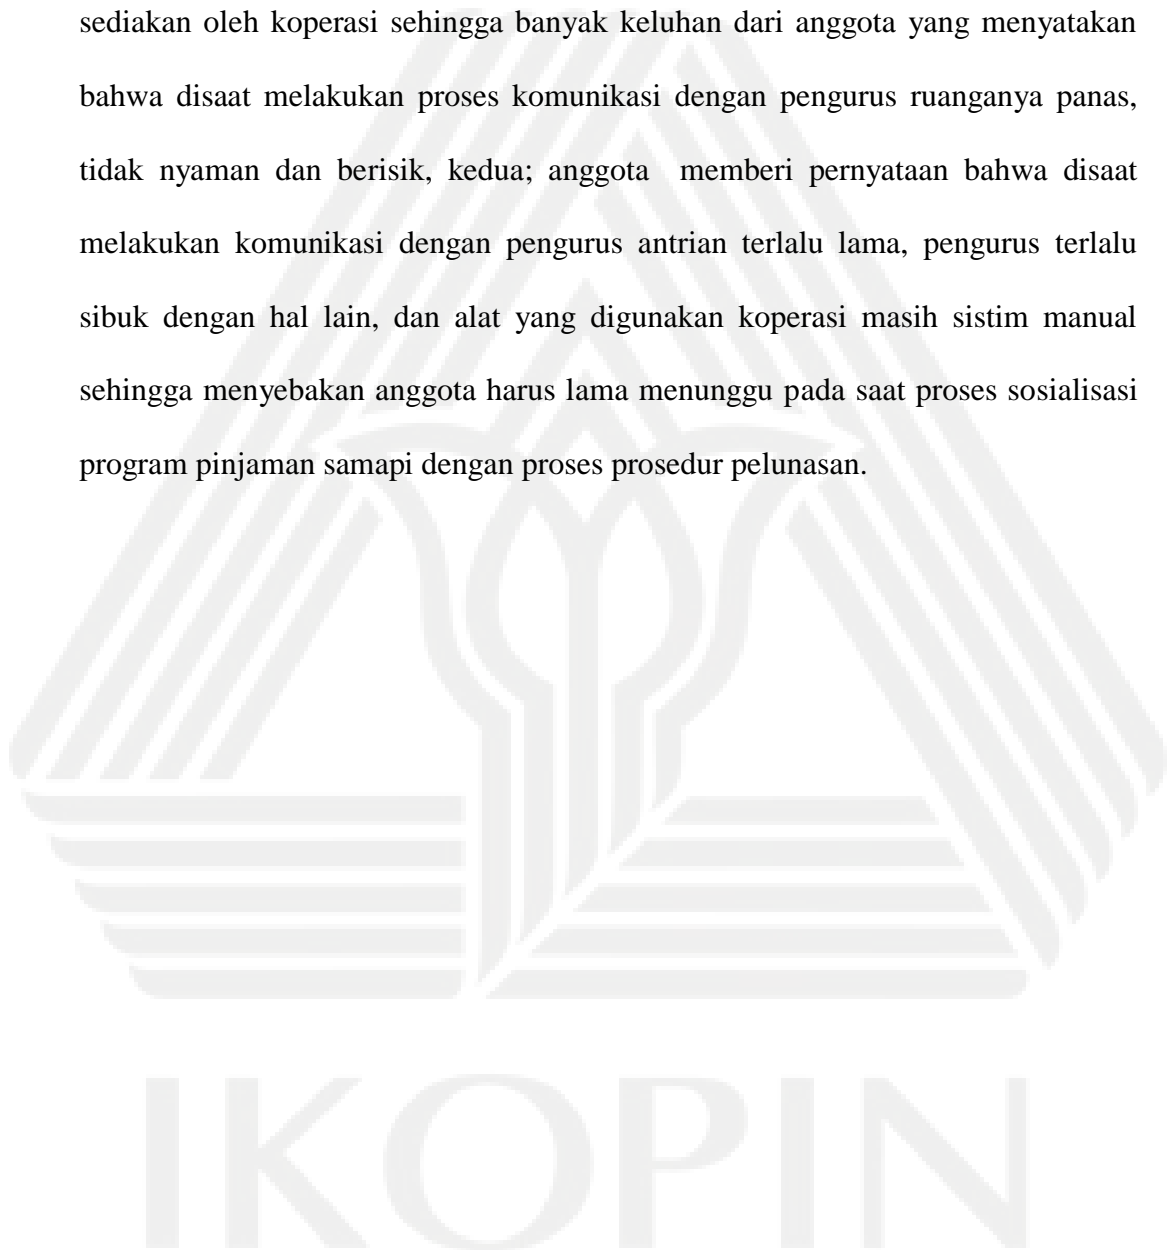 sediakan oleh koperasi sehingga banyak keluhan dari anggota yang menyatakan
bahwa disaat melakukan proses komunikasi dengan pengurus ruanganya panas,
tidak nyaman dan berisik, kedua; anggota memberi pernyataan bahwa disaat
melakukan komunikasi dengan pengurus antrian terlalu lama, pengurus terlalu
sibuk dengan hal lain, dan alat yang digunakan koperasi masih sistim manual
sehingga menyebakan anggota harus lama menunggu pada saat proses sosialisasi
program pinjaman samapi dengan proses prosedur pelunasan.
IKOPIN